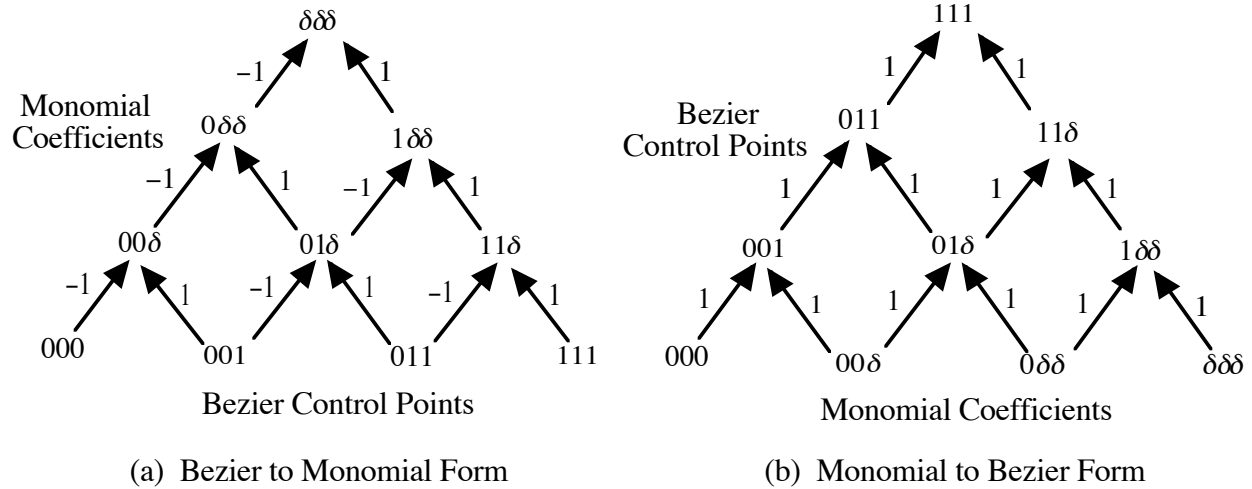 δδδ
−1 1
Monomial
Coefficients
0δδ 1δδ
−1 1 −1 1
00δ 01δ 11δ
−1 1 −1 1 −1 1
000 001 011 111
Bezier Control Points
(a) Bezier to Monomial Form
111
1 1
Bezier
Control Points
011 11δ
1 1 1 1
001 01δ 1δδ
1 1 1 1 1 1
000 00δ 0δδ δδδ
Monomial Coefficients
(b) Monomial to Bezier Form